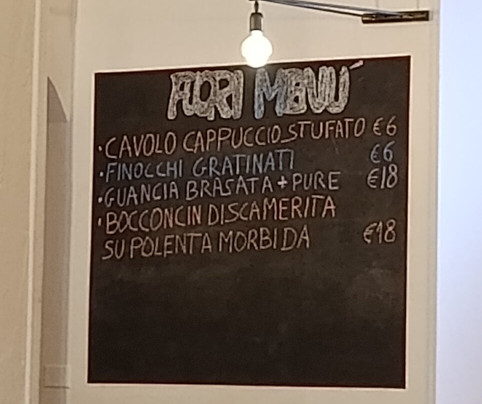 FUORI MENU'
·CAVOLO CAPPUCCIO STUFATO €6
·FINOCCHI GRATINATI €6
·GUANCIA BRASATA + PURE €18
·BOCCONCINI DI SCAMERITA
SU POLENTA MORBIDA €18